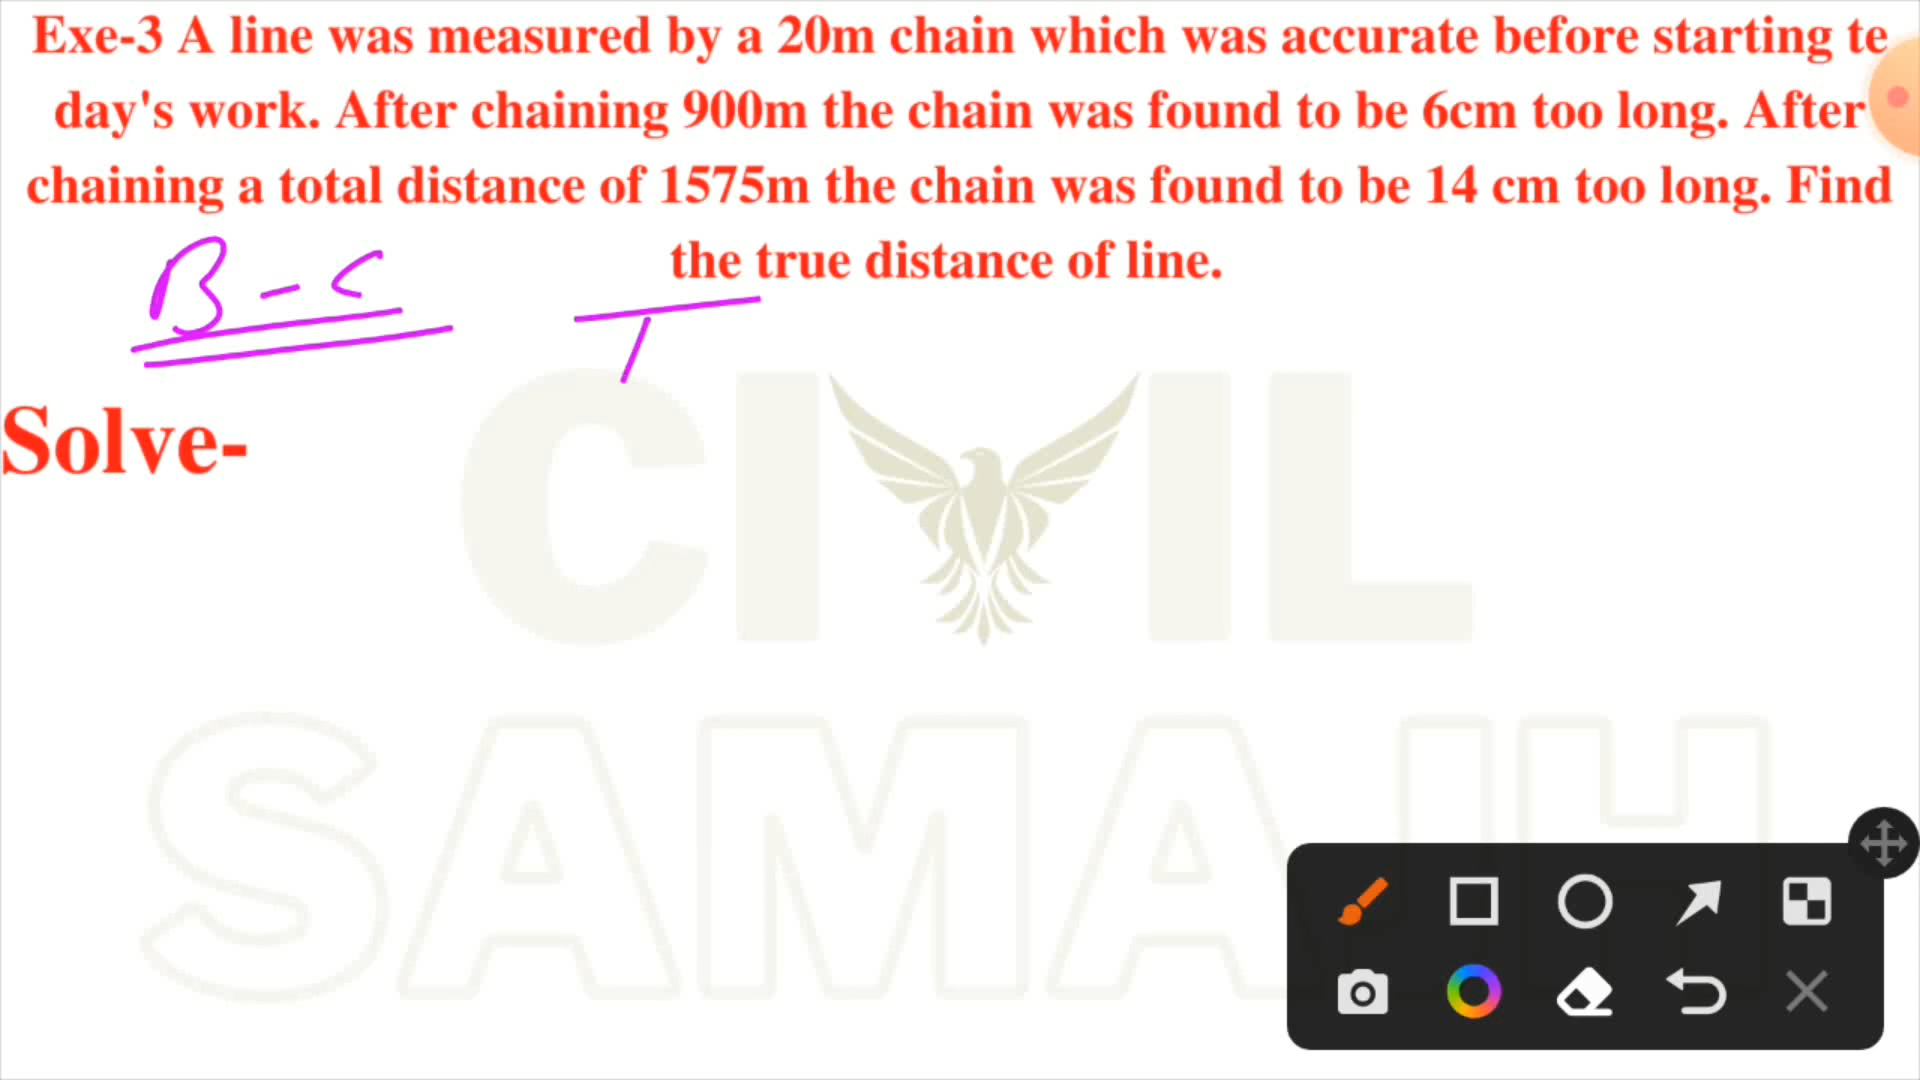 Exe-3 A line was measured by a 20m chain which was accurate before starting te
day's work. After chaining 900m the chain was found to be 6cm too long. After
chaining a total distance of 1575m the chain was found to be 14 cm too long. Find
the true distance of line.
B - C
T
Solve-
CIVIL
SAMAJH